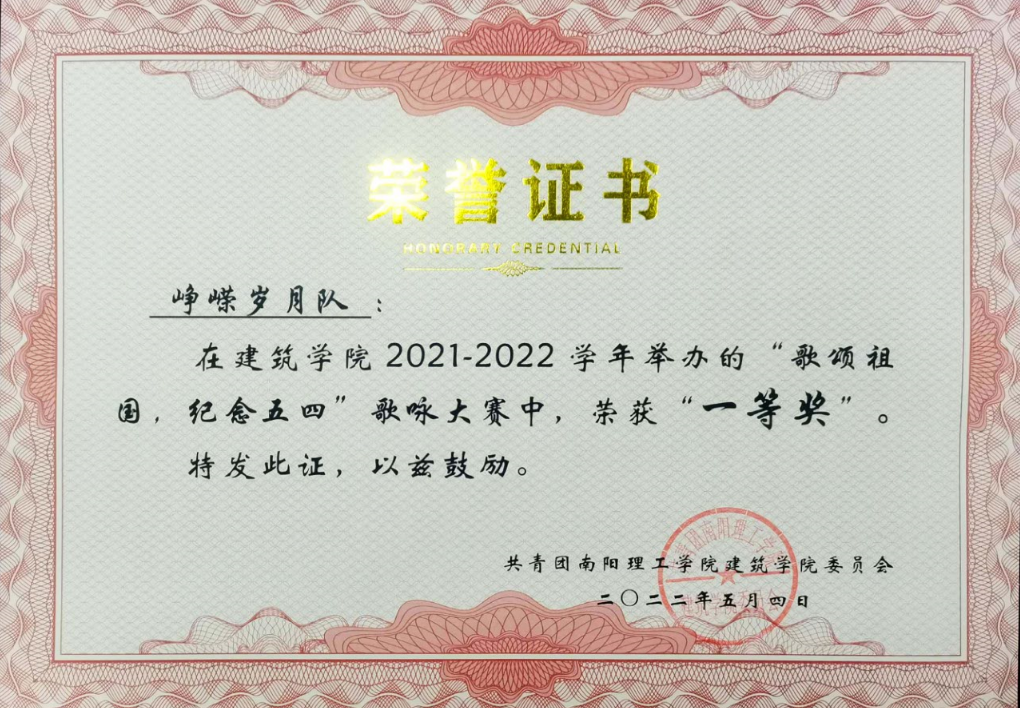 荣誉证书
HONORARY CREDENTIAL
峥嵘岁月队：
在建筑学院2021-2022学年举办的“歌颂祖
国，纪念五四”歌咏大赛中，荣获“一等奖”。
特发此证，以兹鼓励。
共青团南阳理工学院建筑学院委员会
二〇二二年五月四日